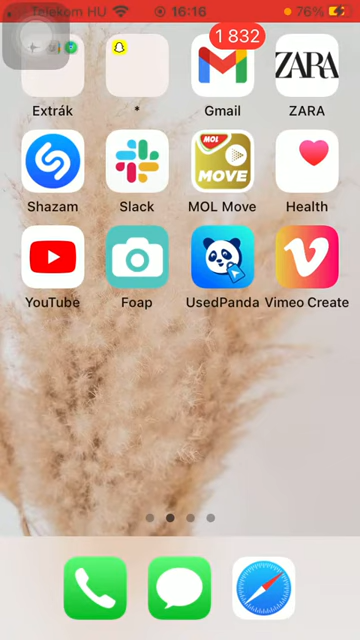 Telekom HU 16:16 76%
1 832
Extrák * Gmail ZARA
ZARA
MOL
MOVE
Shazam Slack MOL Move Health
YouTube Foap UsedPanda Vimeo Create